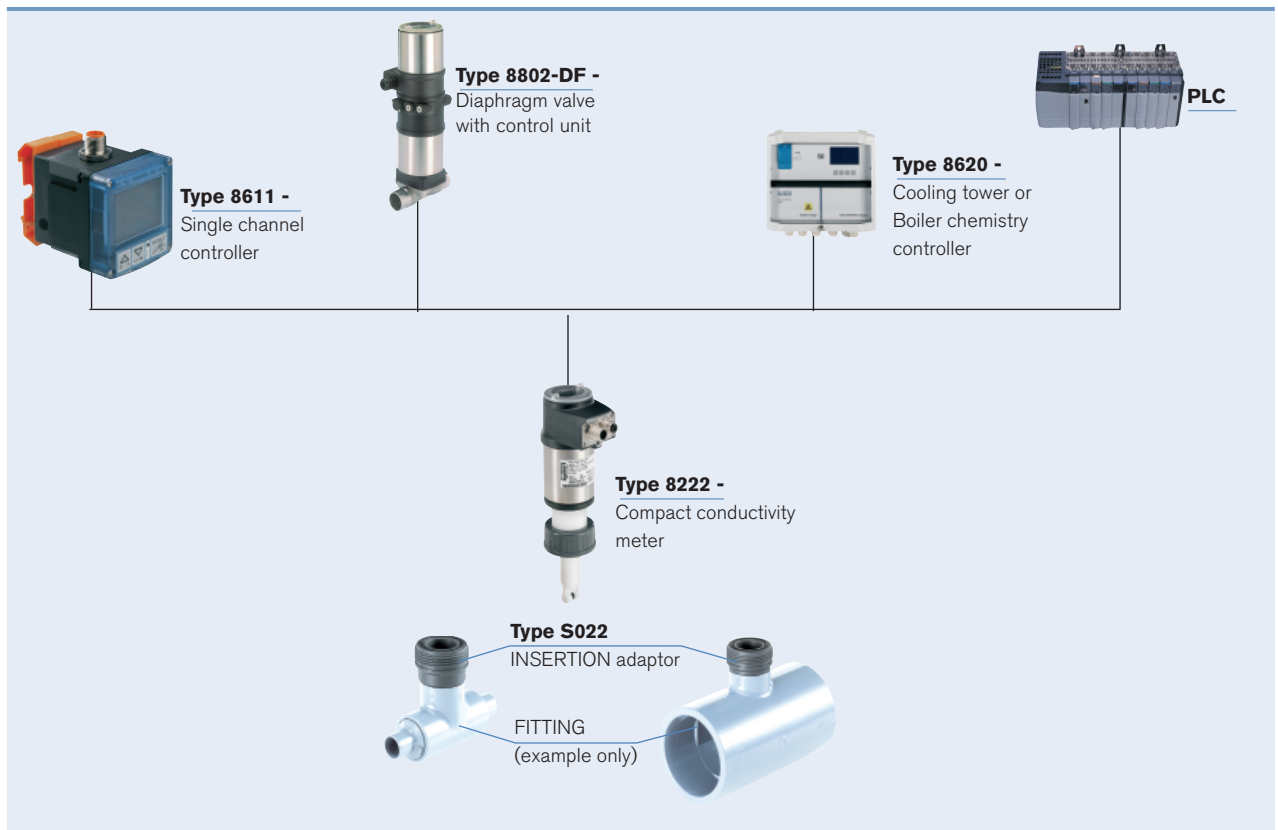 Type 8802-DF -
Diaphragm valve
with control unit
PLC
Type 8620 -
Cooling tower or
Boiler chemistry
controller
Type 8611 -
Single channel
controller
Type 8222 -
Compact conductivity
meter
Type S022
INSERTION adaptor
FITTING
(example only)